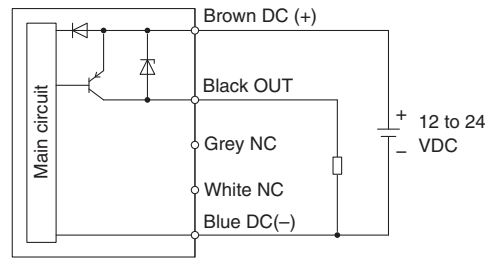 Brown DC (+)
Black OUT
Main circuit
Grey NC
White NC
Blue DC(–)
+
12 to 24
–
VDC